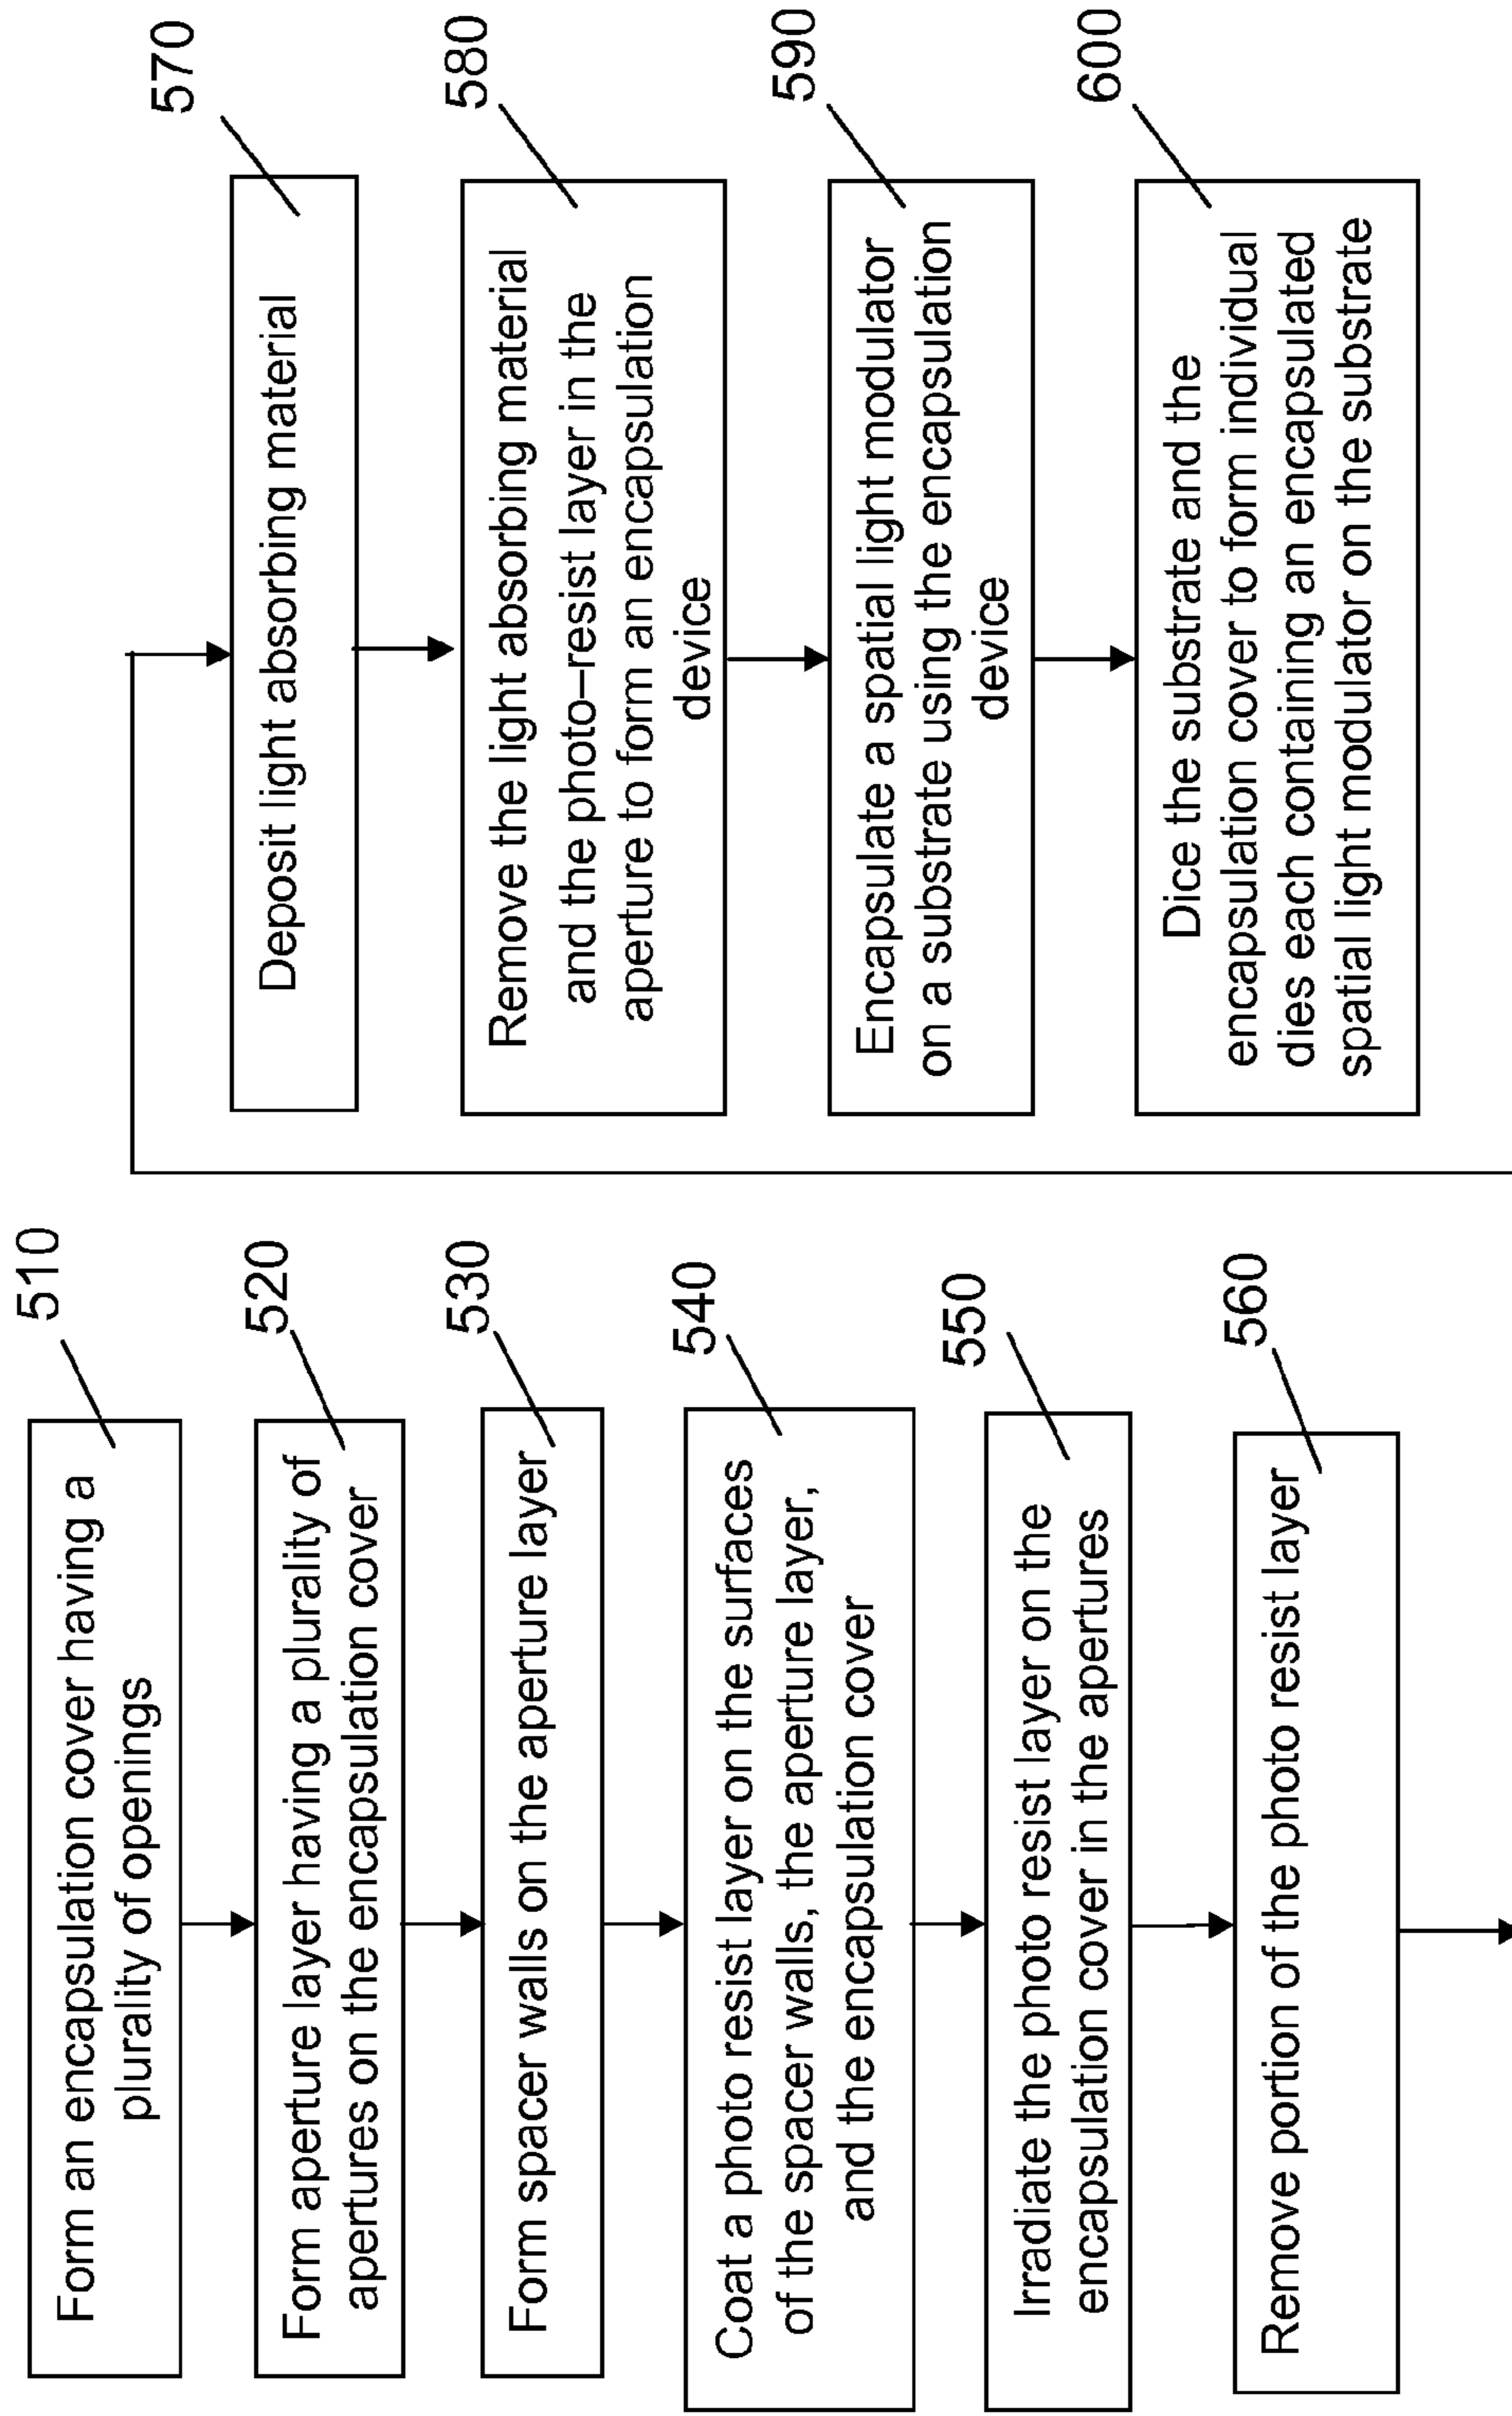 510
Form an encapsulation cover having a
plurality of openings
520
Form aperture layer having a plurality of
apertures on the encapsulation cover
530
Form spacer walls on the aperture layer
540
Coat a photo resist layer on the surfaces
of the spacer walls, the aperture layer,
and the encapsulation cover
550
Irradiate the photo resist layer on the
encapsulation cover in the apertures
560
Remove portion of the photo resist layer
570
Deposit light absorbing material
580
Remove the light absorbing material
and the photo–resist layer in the
aperture to form an encapsulation
device
590
Encapsulate a spatial light modulator
on a substrate using the encapsulation
device
600
Dice the substrate and the
encapsulation cover to form individual
dies each containing an encapsulated
spatial light modulator on the substrate